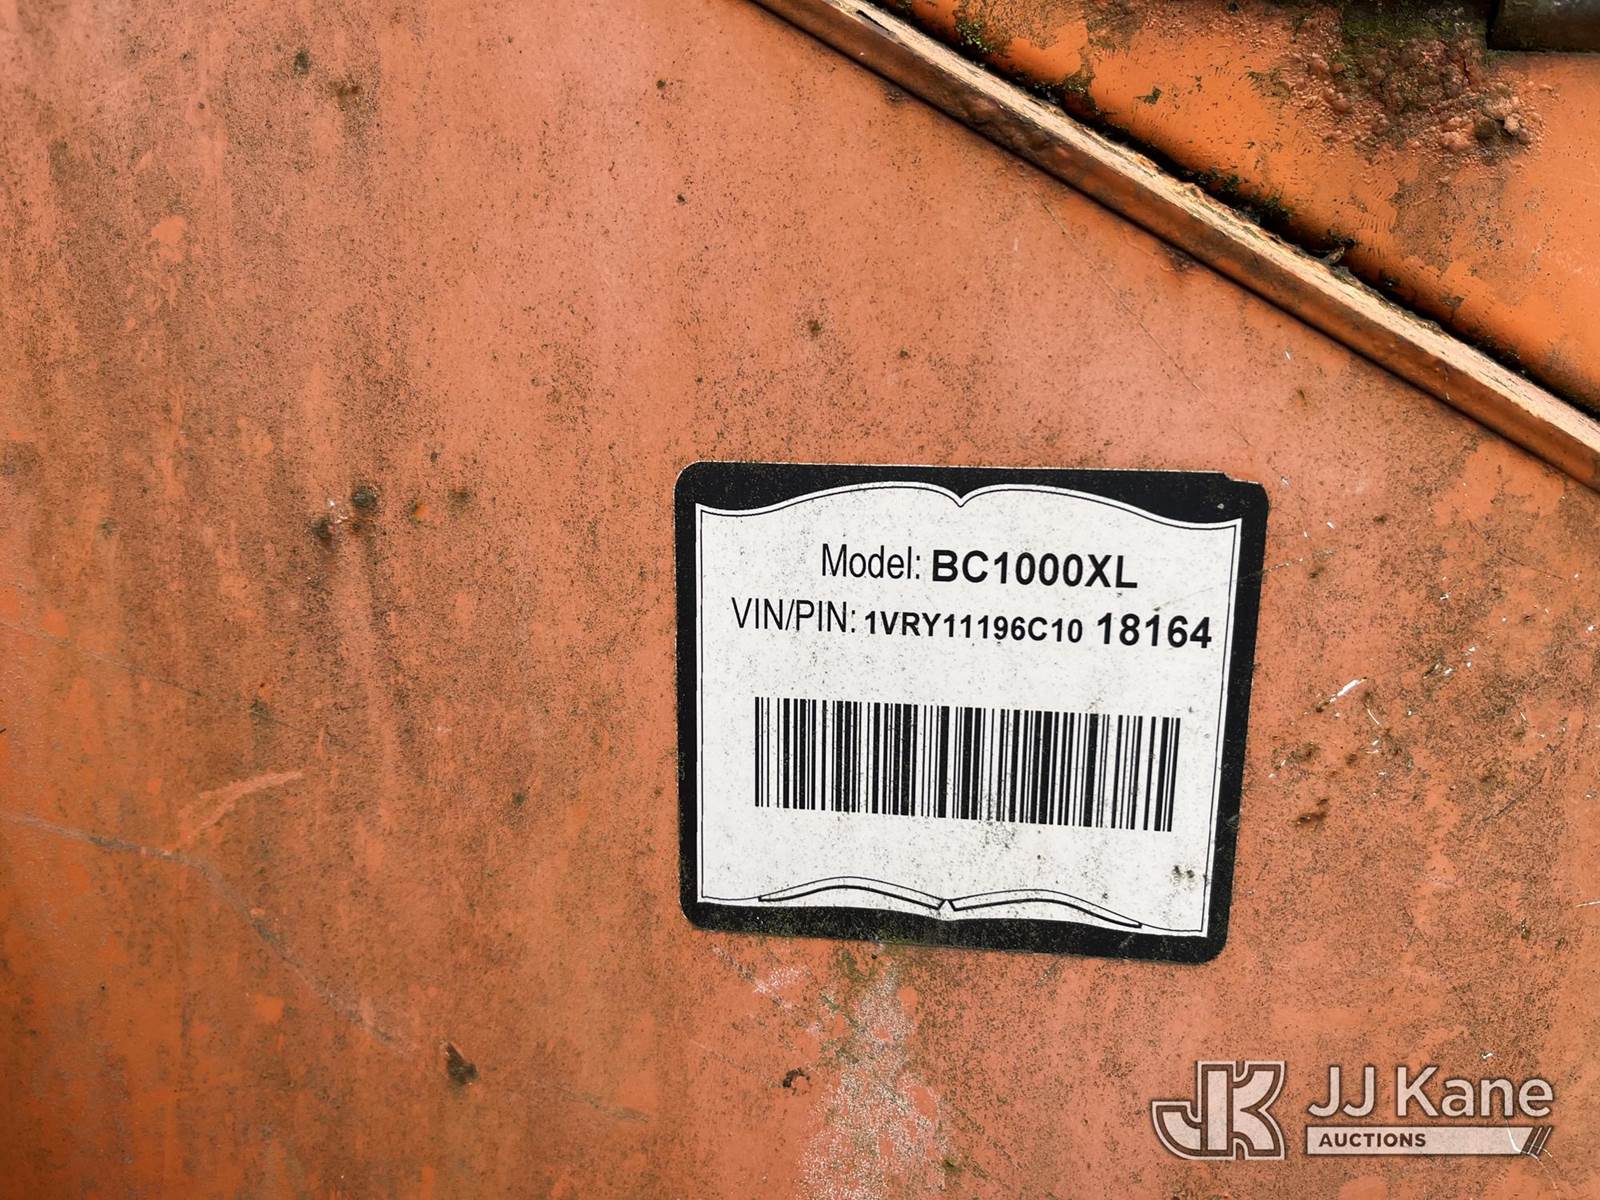 Model: BC1000XL
VIN/PIN: 1VRY11196C10 18164
JJ Kane
AUCTIONS